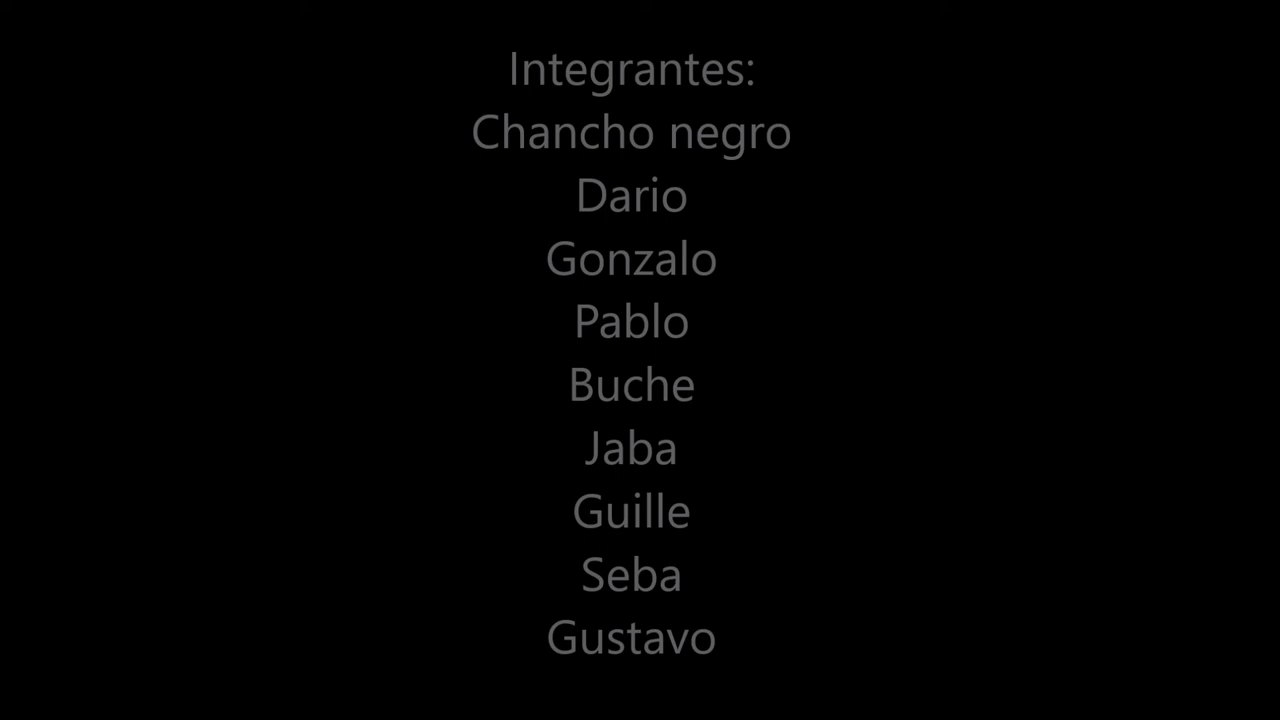 Integrantes:
Chancho negro
Dario
Gonzalo
Pablo
Buche
Jaba
Guille
Seba
Gustavo